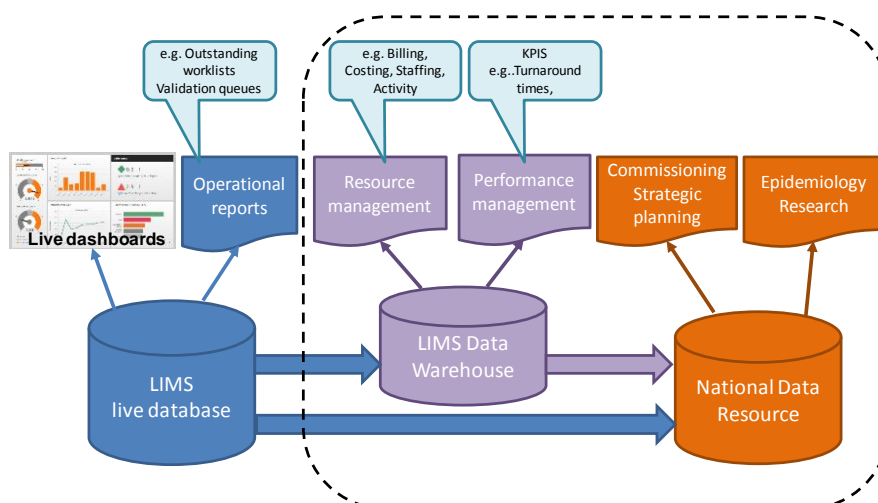 e.g. Outstanding
worklists
Validation queues
e.g. Billing,
Costing, Staffing,
Activity
KPIS
e.g..Turnaround
times,
Live dashboards
Operational
reports
Resource
management
Performance
management
Commissioning
Strategic
planning
Epidemiology
Research
LIMS
live database
LIMS Data
Warehouse
National Data
Resource